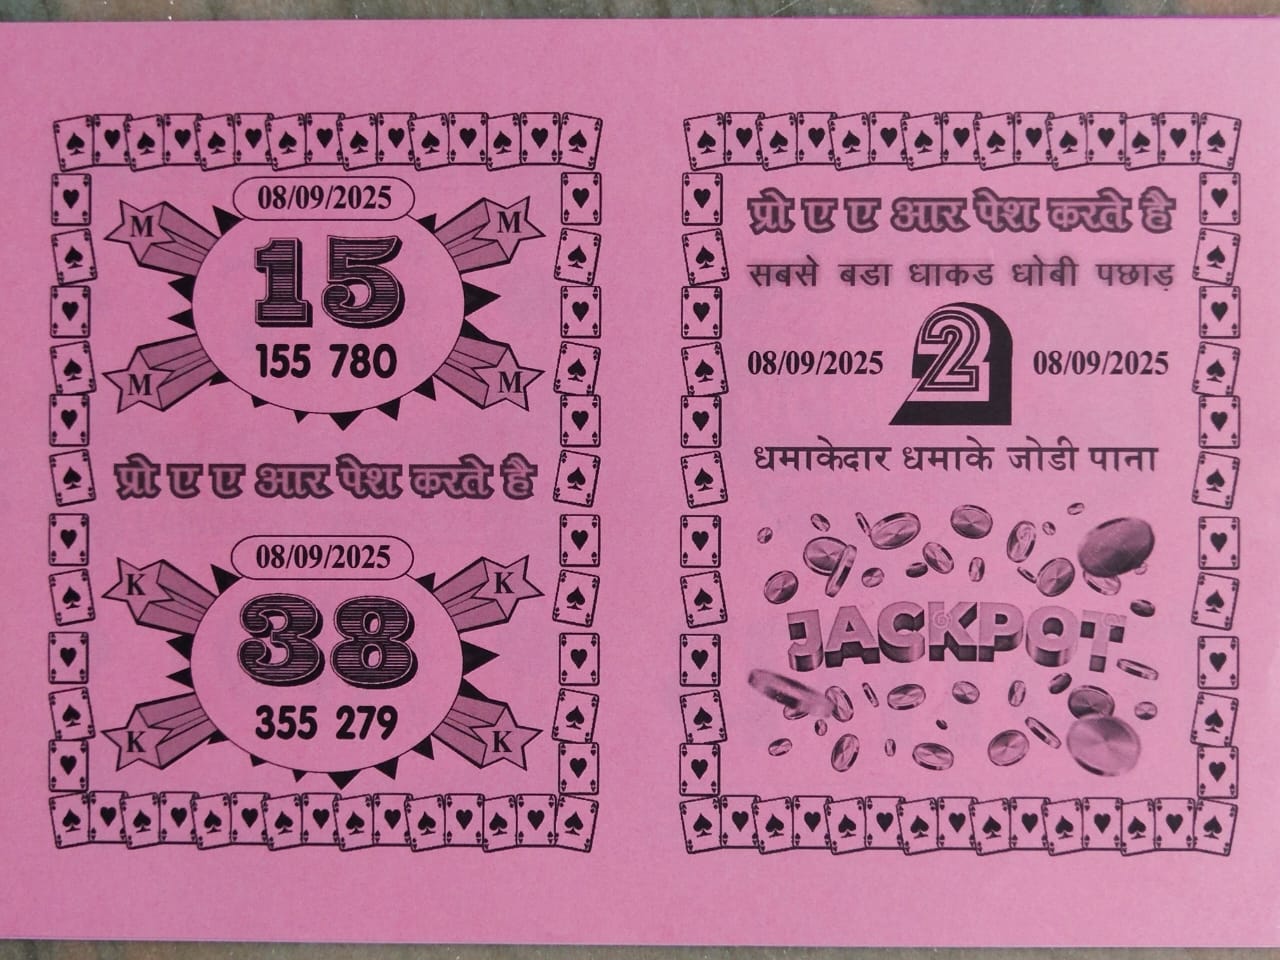 08/09/2025
M M
15
155 780
M M
प्रो ए ए आर पेश करते है
08/09/2025
K K
38
355 279
K K
प्रो ए ए आर पेश करते है
सबसे बडा धाकड धोबी पछाड़
2
08/09/2025 08/09/2025
धमाकेदार धमाके जोडी पाना
JACKPOT